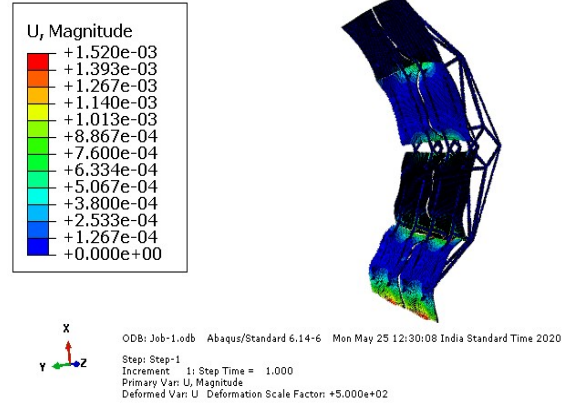 U, Magnitude
+1.520e-03
+1.393e-03
+1.267e-03
+1.140e-03
+1.013e-03
+8.867e-04
+7.600e-04
+6.334e-04
+5.067e-04
+3.800e-04
+2.533e-04
+1.267e-04
+0.000e+00
X
Y
Z
ODB: Job-1.odb Abaqus/Standard 6.14-6 Mon May 25 12:30:08 India Standard Time 2020
Step: Step-1
Increment 1: Step Time = 1.000
Primary Var: U, Magnitude
Deformed Var: U Deformation Scale Factor: +5.000e+02